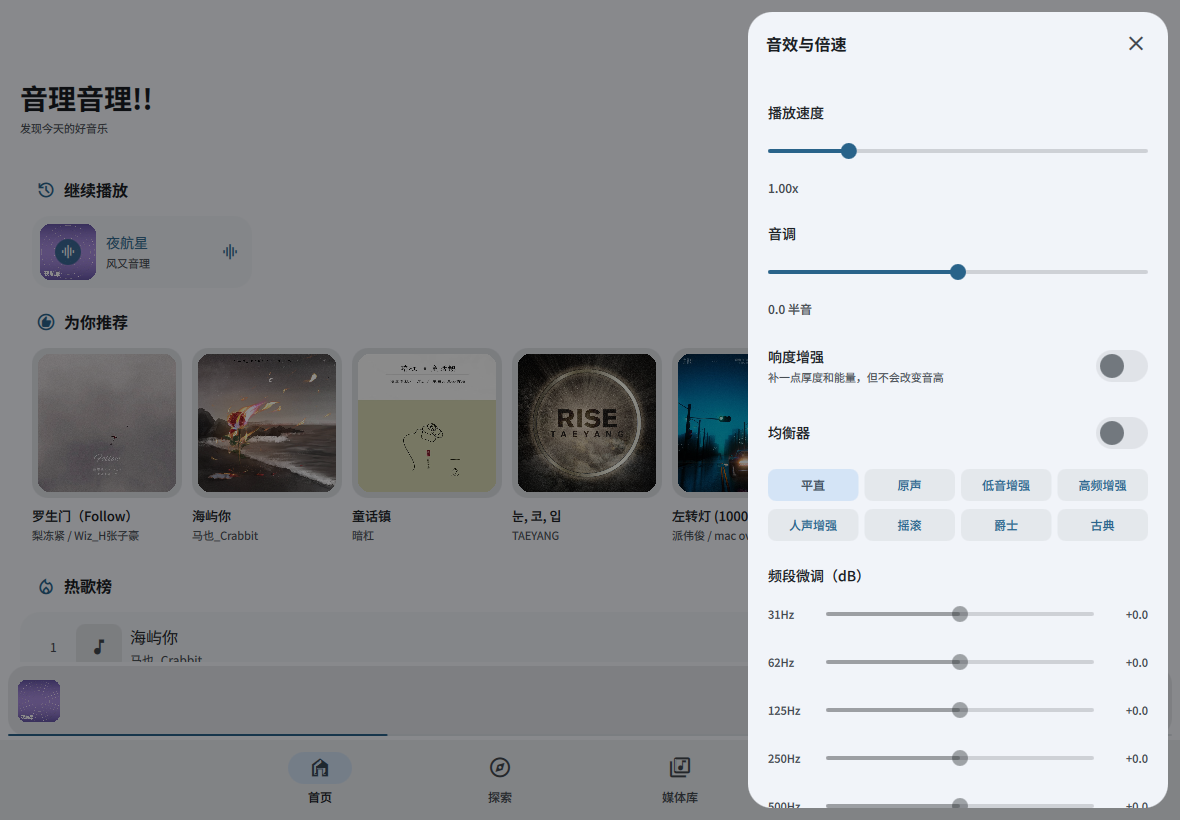 音理音理!!
发现今天的好音乐
继续播放
夜航星
风又音理
为你推荐
RISE
TAEYANG
罗生门（Follow）
梨冻紧 / Wiz_H张子豪
海屿你
马也_Crabbit
童话镇
暗杠
눈, 코, 입
TAEYANG
左转灯 (1000
派伟俊 / mac ov
热歌榜
1
海屿你
马也_Crabbit
首页
探索
媒体库
音效与倍速
播放速度
1.00x
音调
0.0 半音
响度增强
补一点厚度和能量，但不会改变音高
均衡器
平直
原声
低音增强
高频增强
人声增强
摇滚
爵士
古典
频段微调（dB）
31Hz
+0.0
62Hz
+0.0
125Hz
+0.0
250Hz
+0.0
500Hz
+0.0